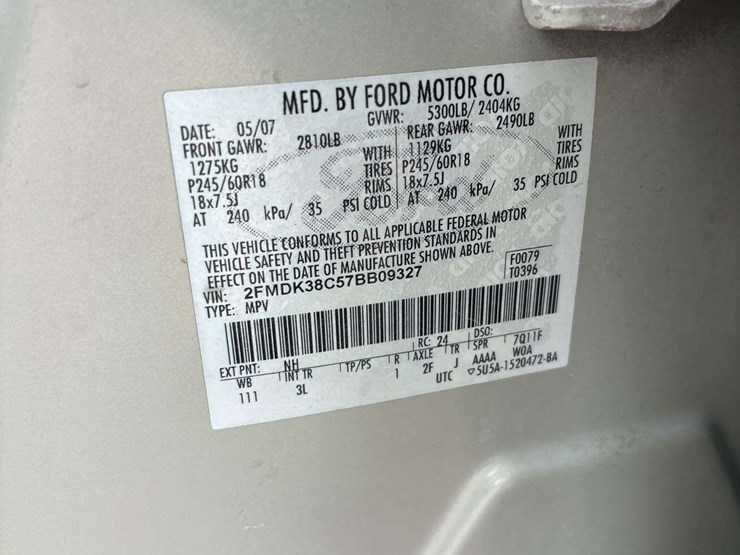 MFD. BY FORD MOTOR CO.
DATE: 05/07 GVWR: 5300LB/ 2404KG
FRONT GAWR: 2810LB REAR GAWR: 2490LB
1275KG WITH 1129KG WITH
P245/60R18 TIRES P245/60R18 TIRES
18x7.5J RIMS 18x7.5J RIMS
AT 240 kPa/ 35 PSI COLD AT 240 kPa/ 35 PSI COLD
THIS VEHICLE CONFORMS TO ALL APPLICABLE FEDERAL MOTOR
VEHICLE SAFETY AND THEFT PREVENTION STANDARDS IN
EFFECT ON THE DATE OF MANUFACTURE SHOWN ABOVE.
VIN: 2FMDK38C57BB09327 F0079
TYPE: MPV T0396
EXT PNT: NH RC: 24 DSO: 7Q11F
WB INT TR TP/PS R AXLE TR SPR WOA
111 3L 1 2F J AAAA
UTC ▽5U5A-1520472-BA